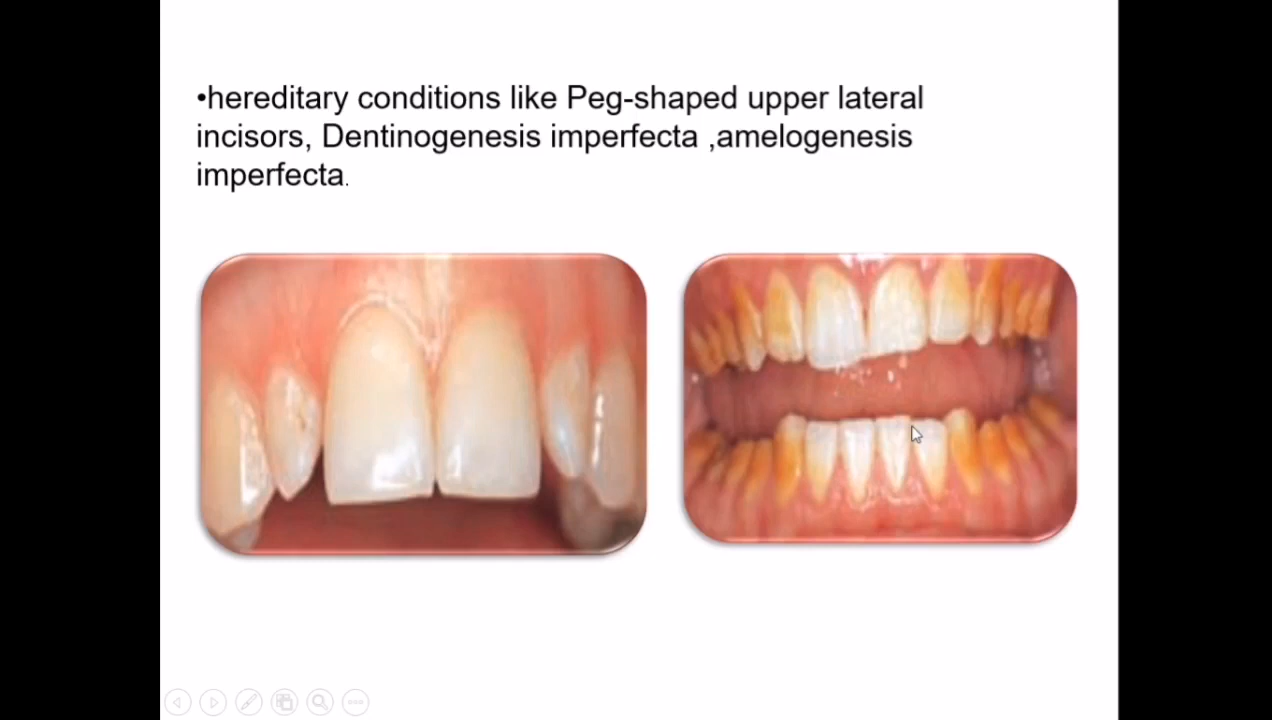 •hereditary conditions like Peg-shaped upper lateral
incisors, Dentinogenesis imperfecta ,amelogenesis
imperfecta.